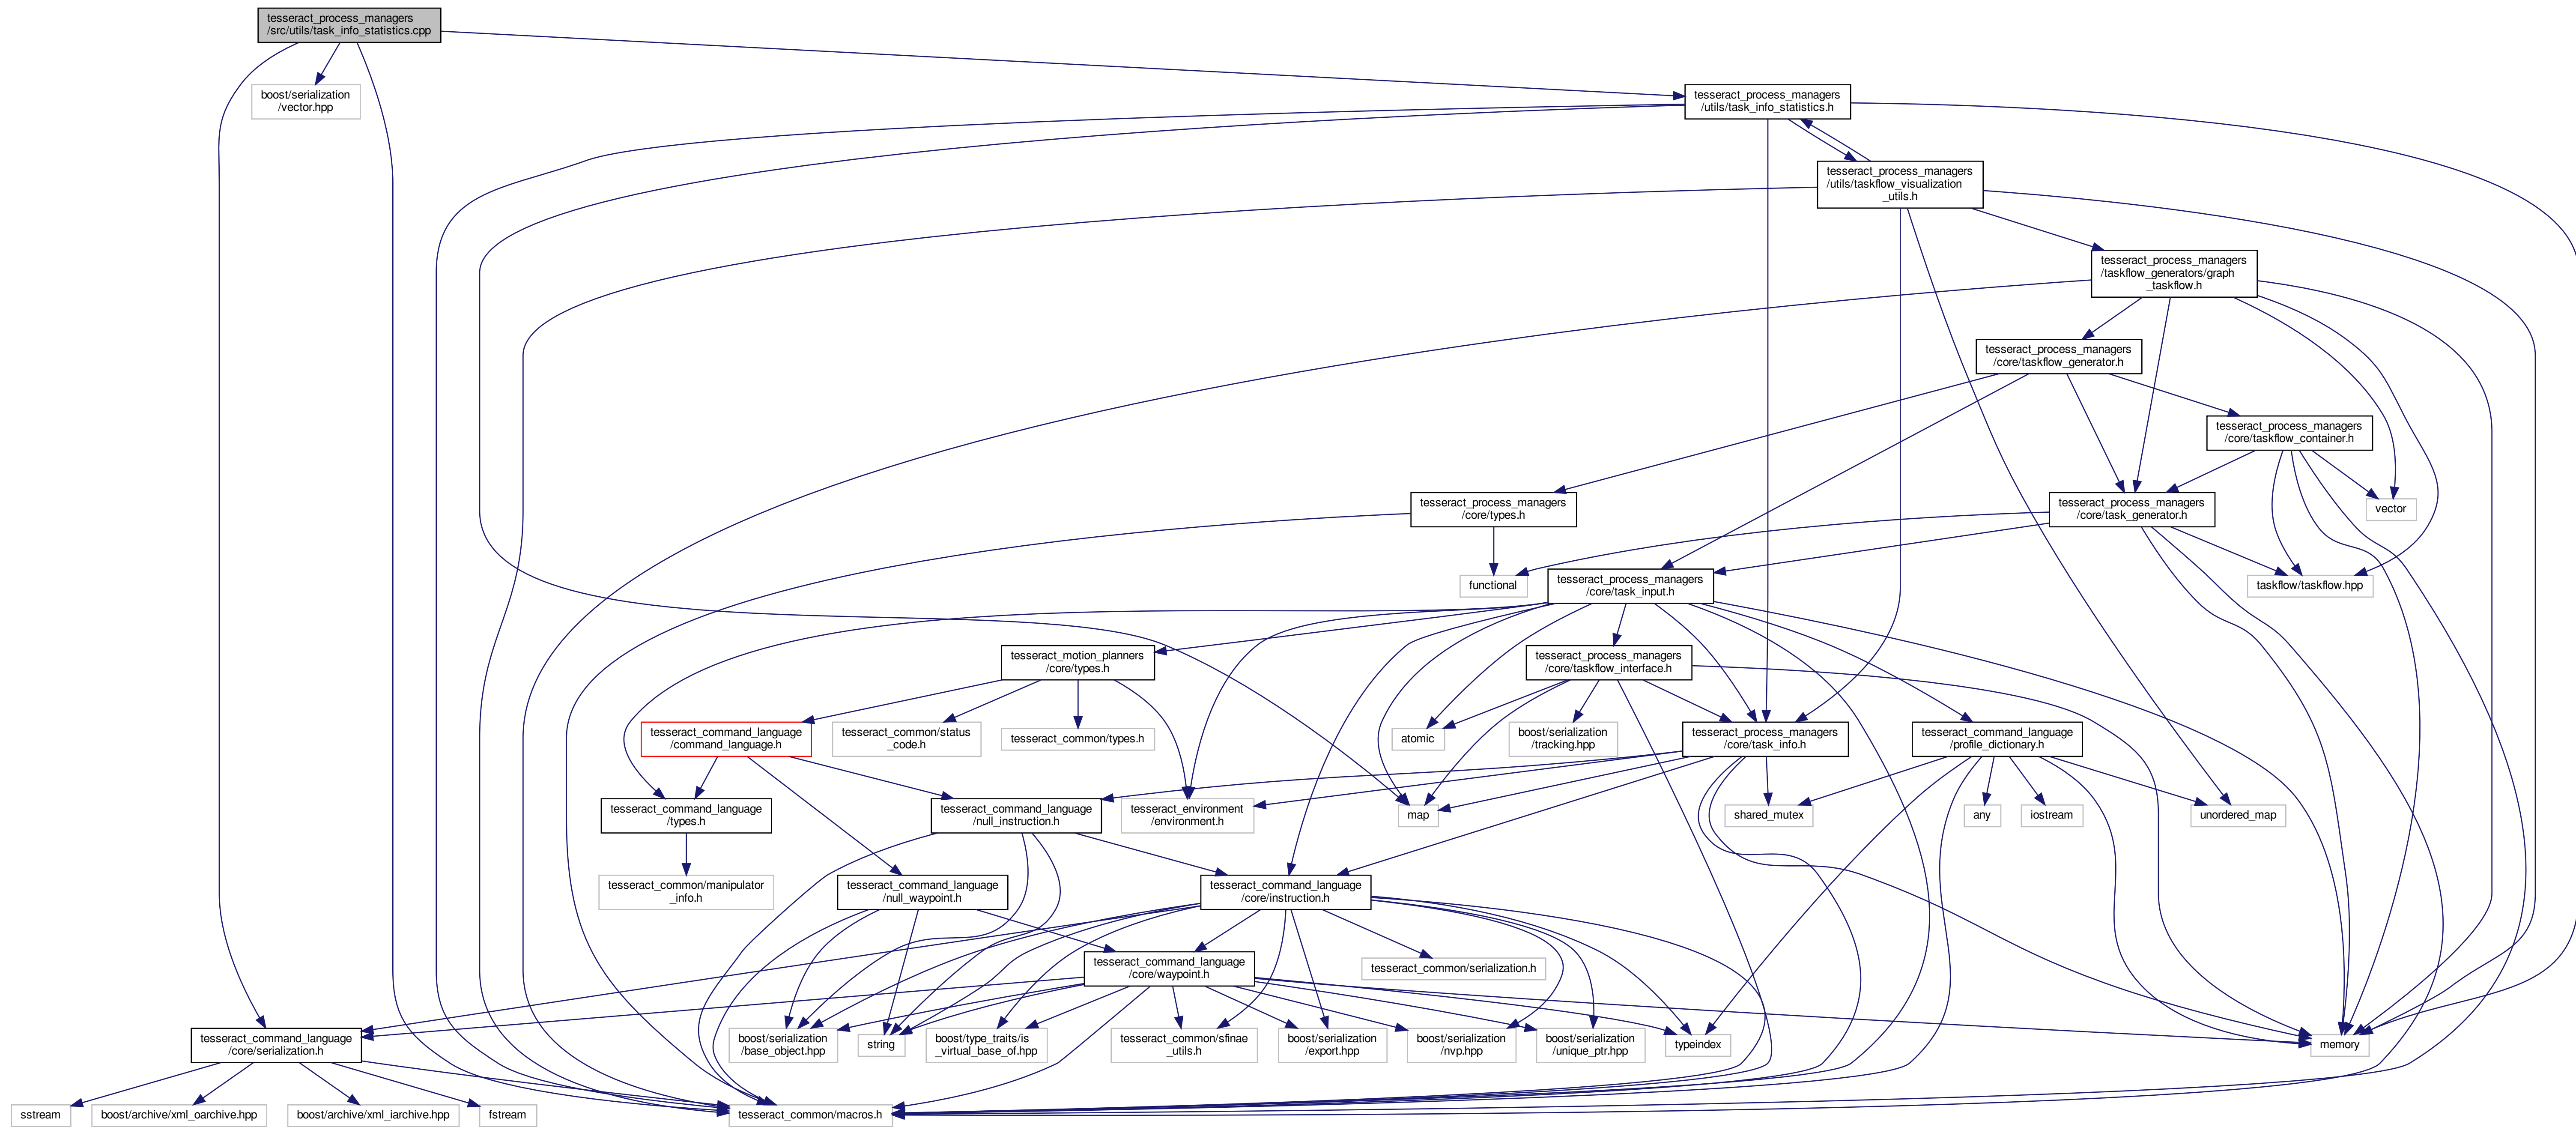 tesseract_process_managers
/src/utils/task_info_statistics.cpp
boost/serialization
/vector.hpp
tesseract_process_managers
/utils/task_info_statistics.h
tesseract_process_managers
/utils/taskflow_visualization
_utils.h
tesseract_process_managers
/taskflow_generators/graph
_taskflow.h
tesseract_process_managers
/core/taskflow_generator.h
tesseract_process_managers
/core/taskflow_container.h
tesseract_process_managers
/core/types.h
tesseract_process_managers
/core/task_generator.h
vector
functional
tesseract_process_managers
/core/task_input.h
taskflow/taskflow.hpp
tesseract_motion_planners
/core/types.h
tesseract_process_managers
/core/taskflow_interface.h
tesseract_command_language
/command_language.h
tesseract_common/status
_code.h
tesseract_common/types.h
atomic
boost/serialization
/tracking.hpp
tesseract_process_managers
/core/task_info.h
tesseract_command_language
/profile_dictionary.h
tesseract_command_language
/types.h
tesseract_command_language
/null_instruction.h
tesseract_environment
/environment.h
map
shared_mutex
any
iostream
unordered_map
tesseract_common/manipulator
_info.h
tesseract_command_language
/null_waypoint.h
tesseract_command_language
/core/instruction.h
tesseract_command_language
/core/waypoint.h
tesseract_common/serialization.h
tesseract_command_language
/core/serialization.h
boost/serialization
/base_object.hpp
string
boost/type_traits/is
_virtual_base_of.hpp
tesseract_common/sfinae
_utils.h
boost/serialization
/export.hpp
boost/serialization
/nvp.hpp
boost/serialization
/unique_ptr.hpp
typeindex
memory
sstream
boost/archive/xml_oarchive.hpp
boost/archive/xml_iarchive.hpp
fstream
tesseract_common/macros.h